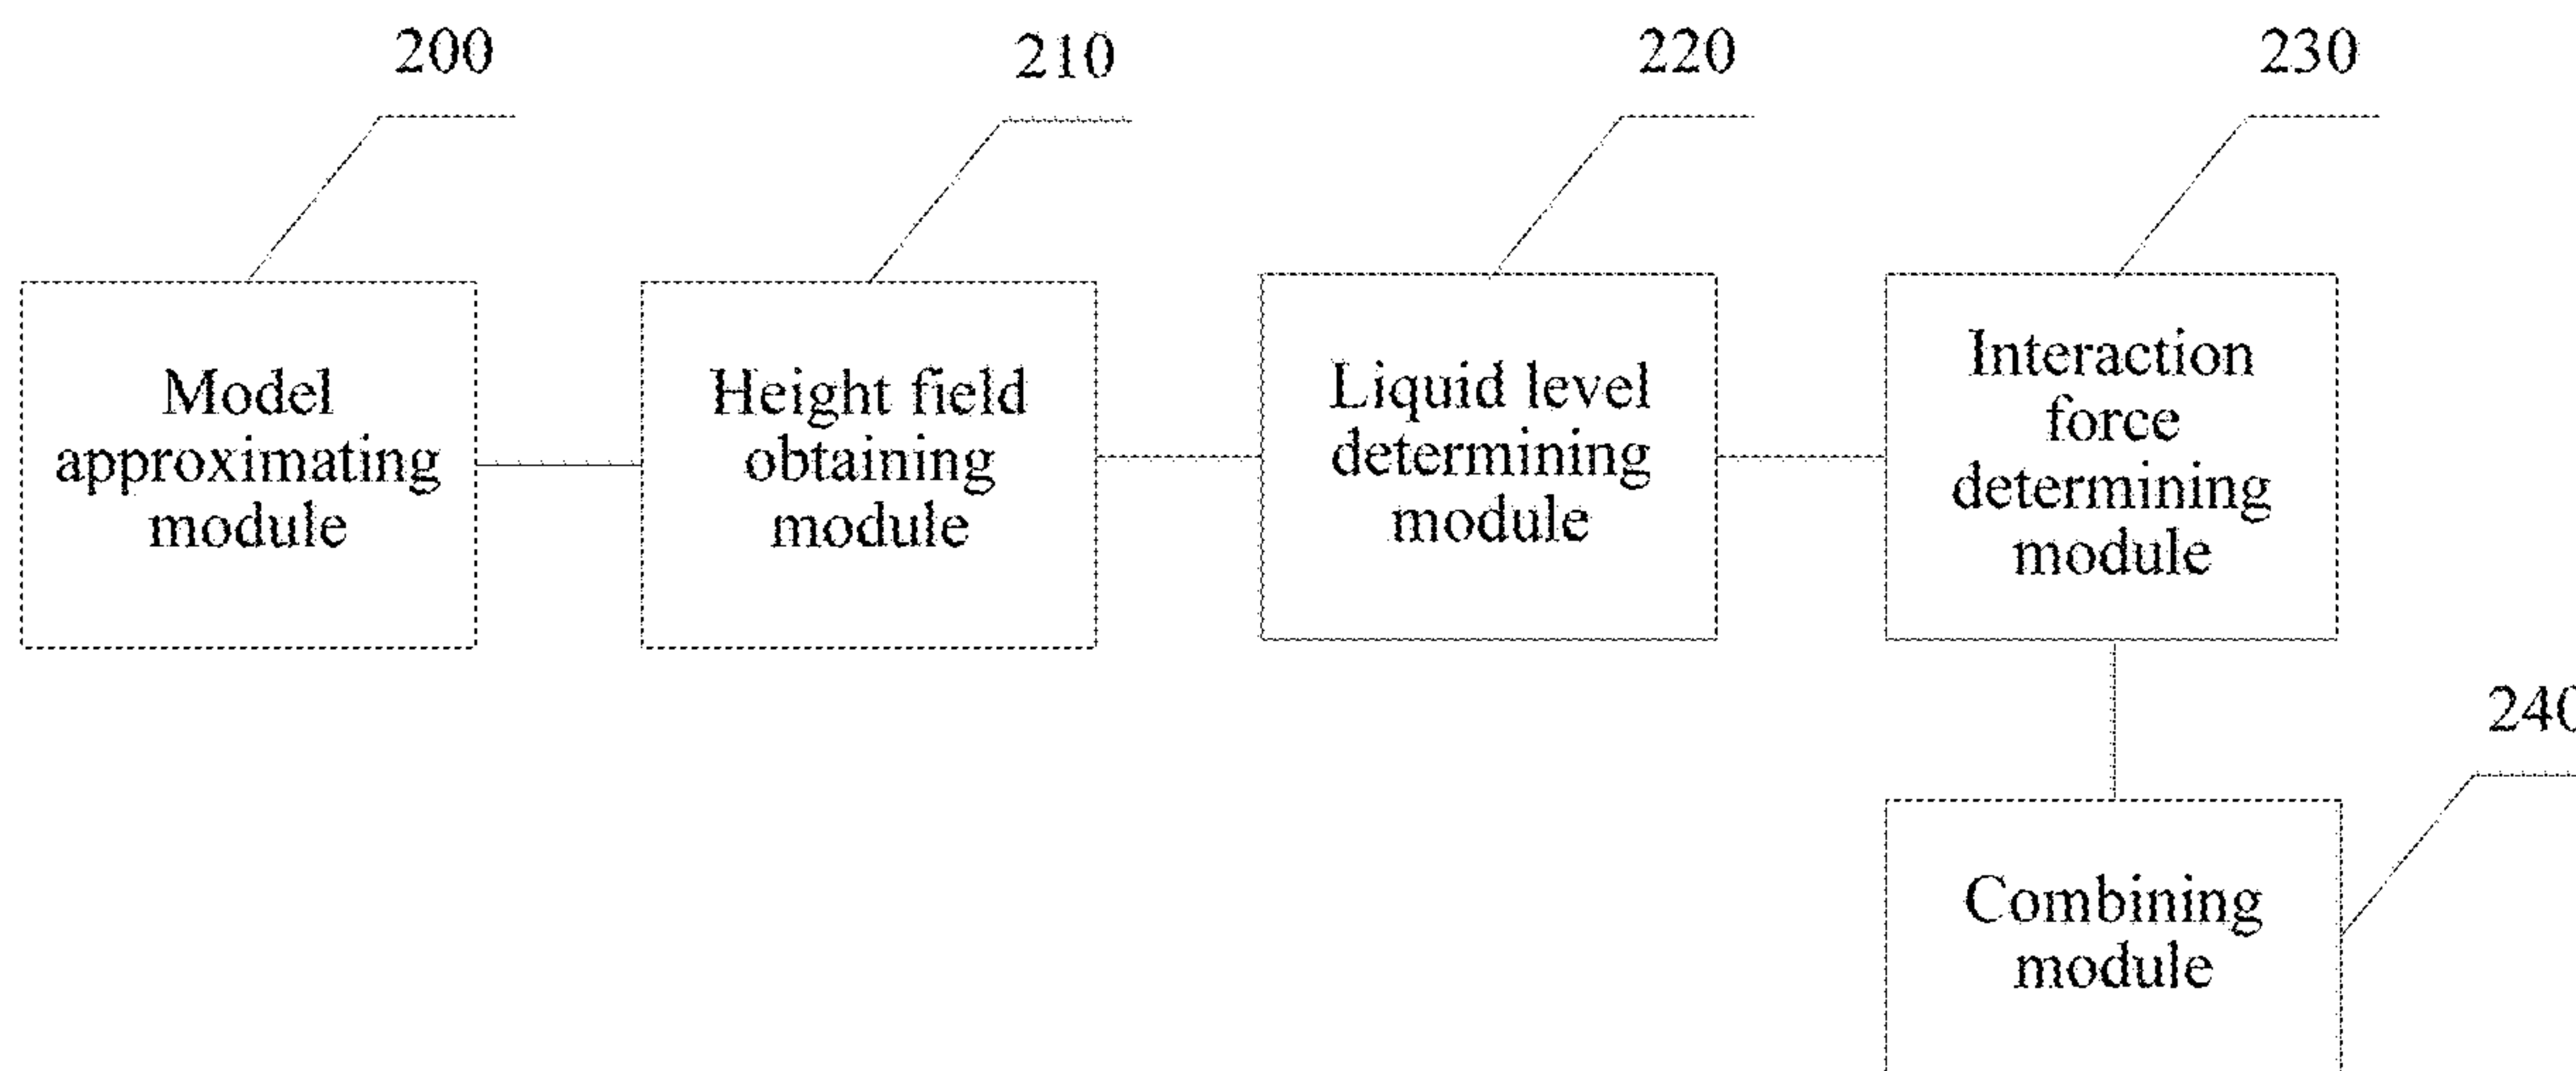 200
210
220
230
Model
approximating
module
Height field
obtaining
module
Liquid level
determining
module
Interaction
force
determining
module
240
Combining
module